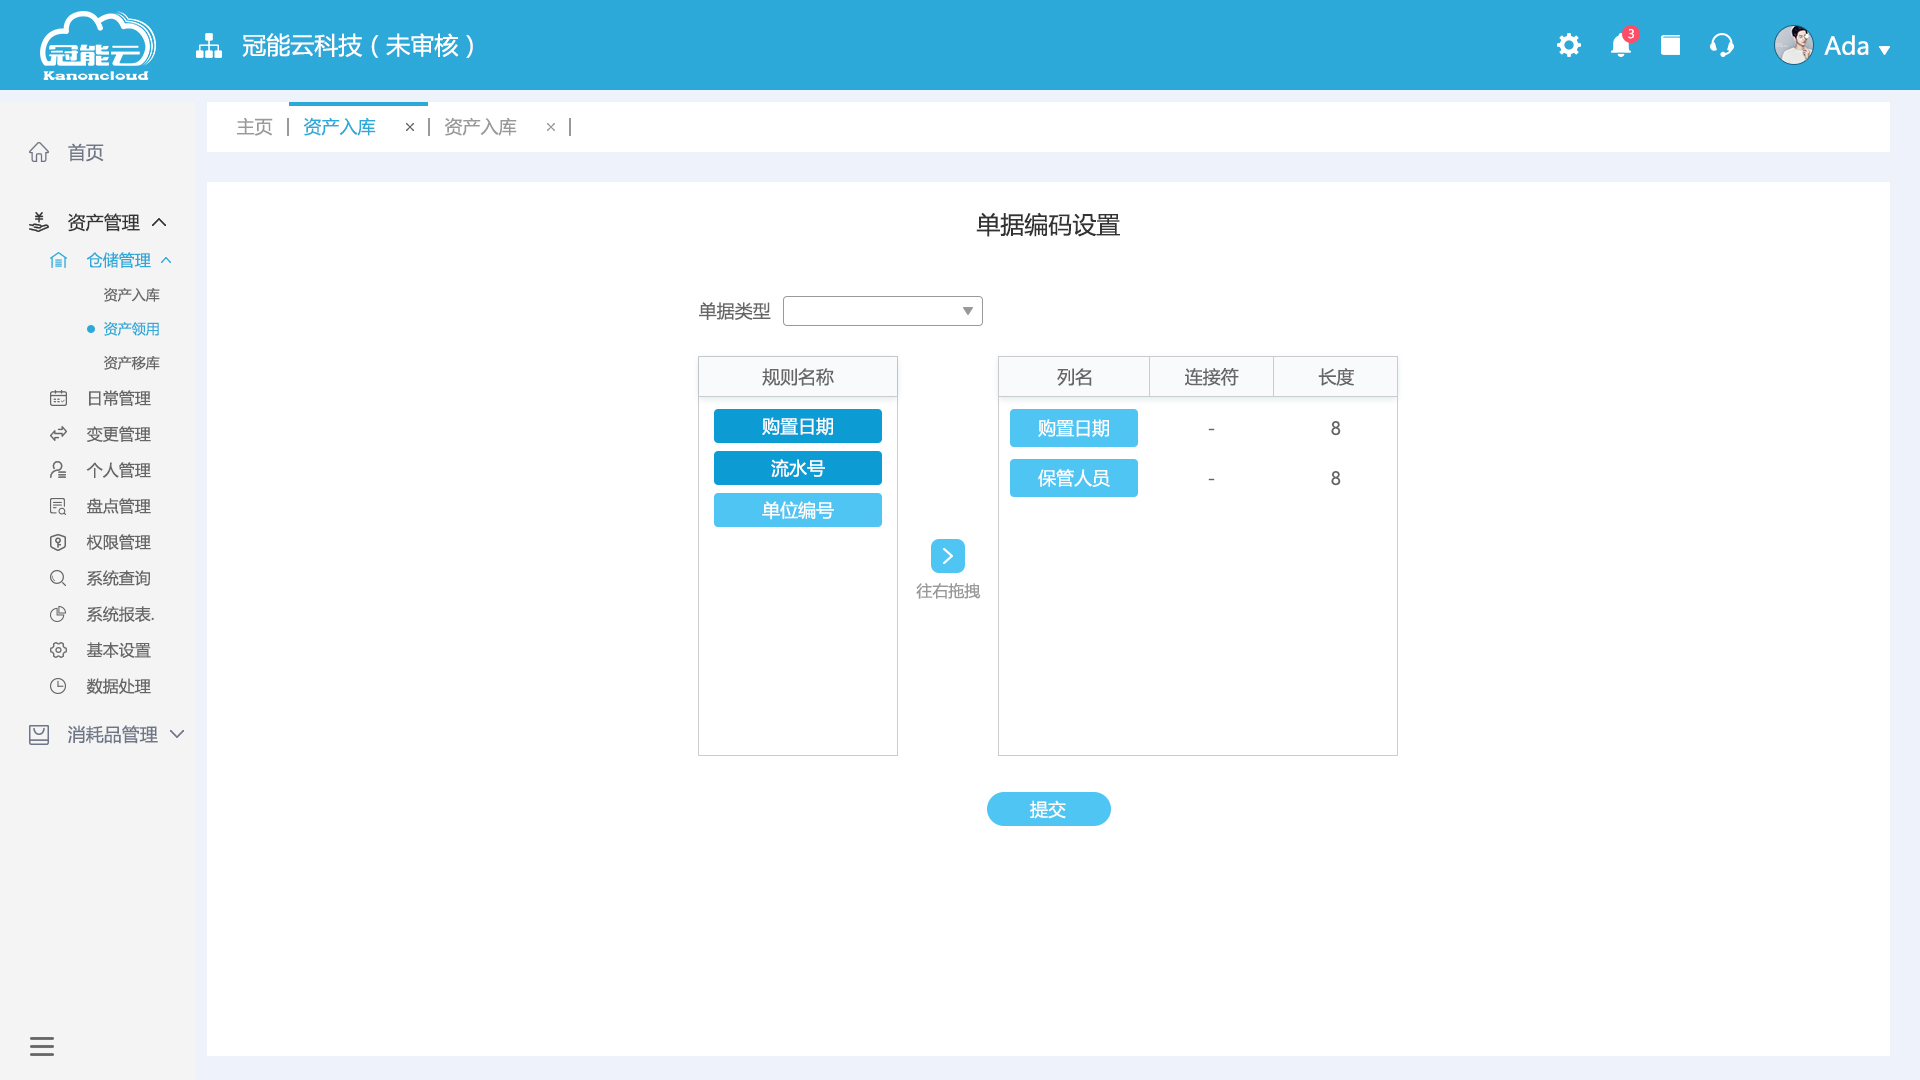 冠能云
Kanoncloud
冠能云科技（未审核）
3
Ada
主页
资产入库 ×
资产入库 ×
首页
资产管理
仓储管理
资产入库
资产领用
资产移库
日常管理
变更管理
个人管理
盘点管理
权限管理
系统查询
系统报表.
基本设置
数据处理
消耗品管理
单据编码设置
单据类型
规则名称
购置日期
流水号
单位编号
往右拖拽
列名 连接符 长度
购置日期 - 8
保管人员 - 8
提交